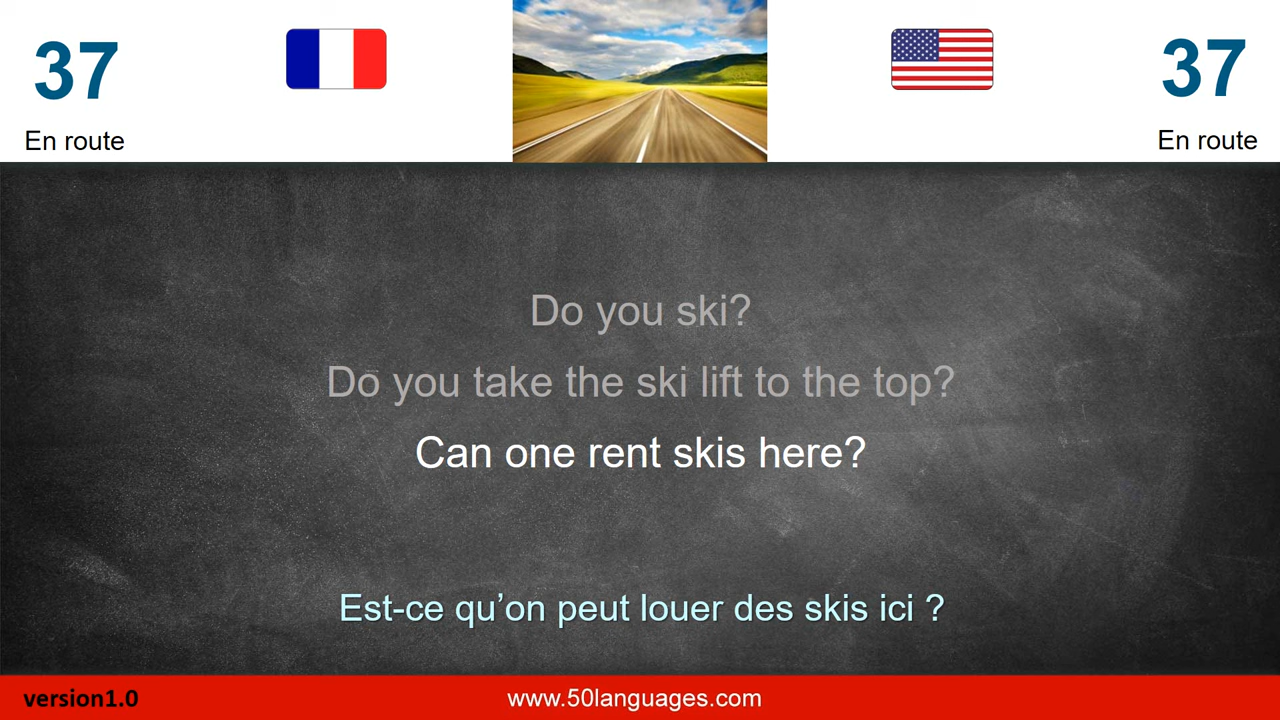 37
37
En route
En route
Do you ski?
Do you take the ski lift to the top?
Can one rent skis here?
Est-ce qu’on peut louer des skis ici ?
version1.0
www.50languages.com